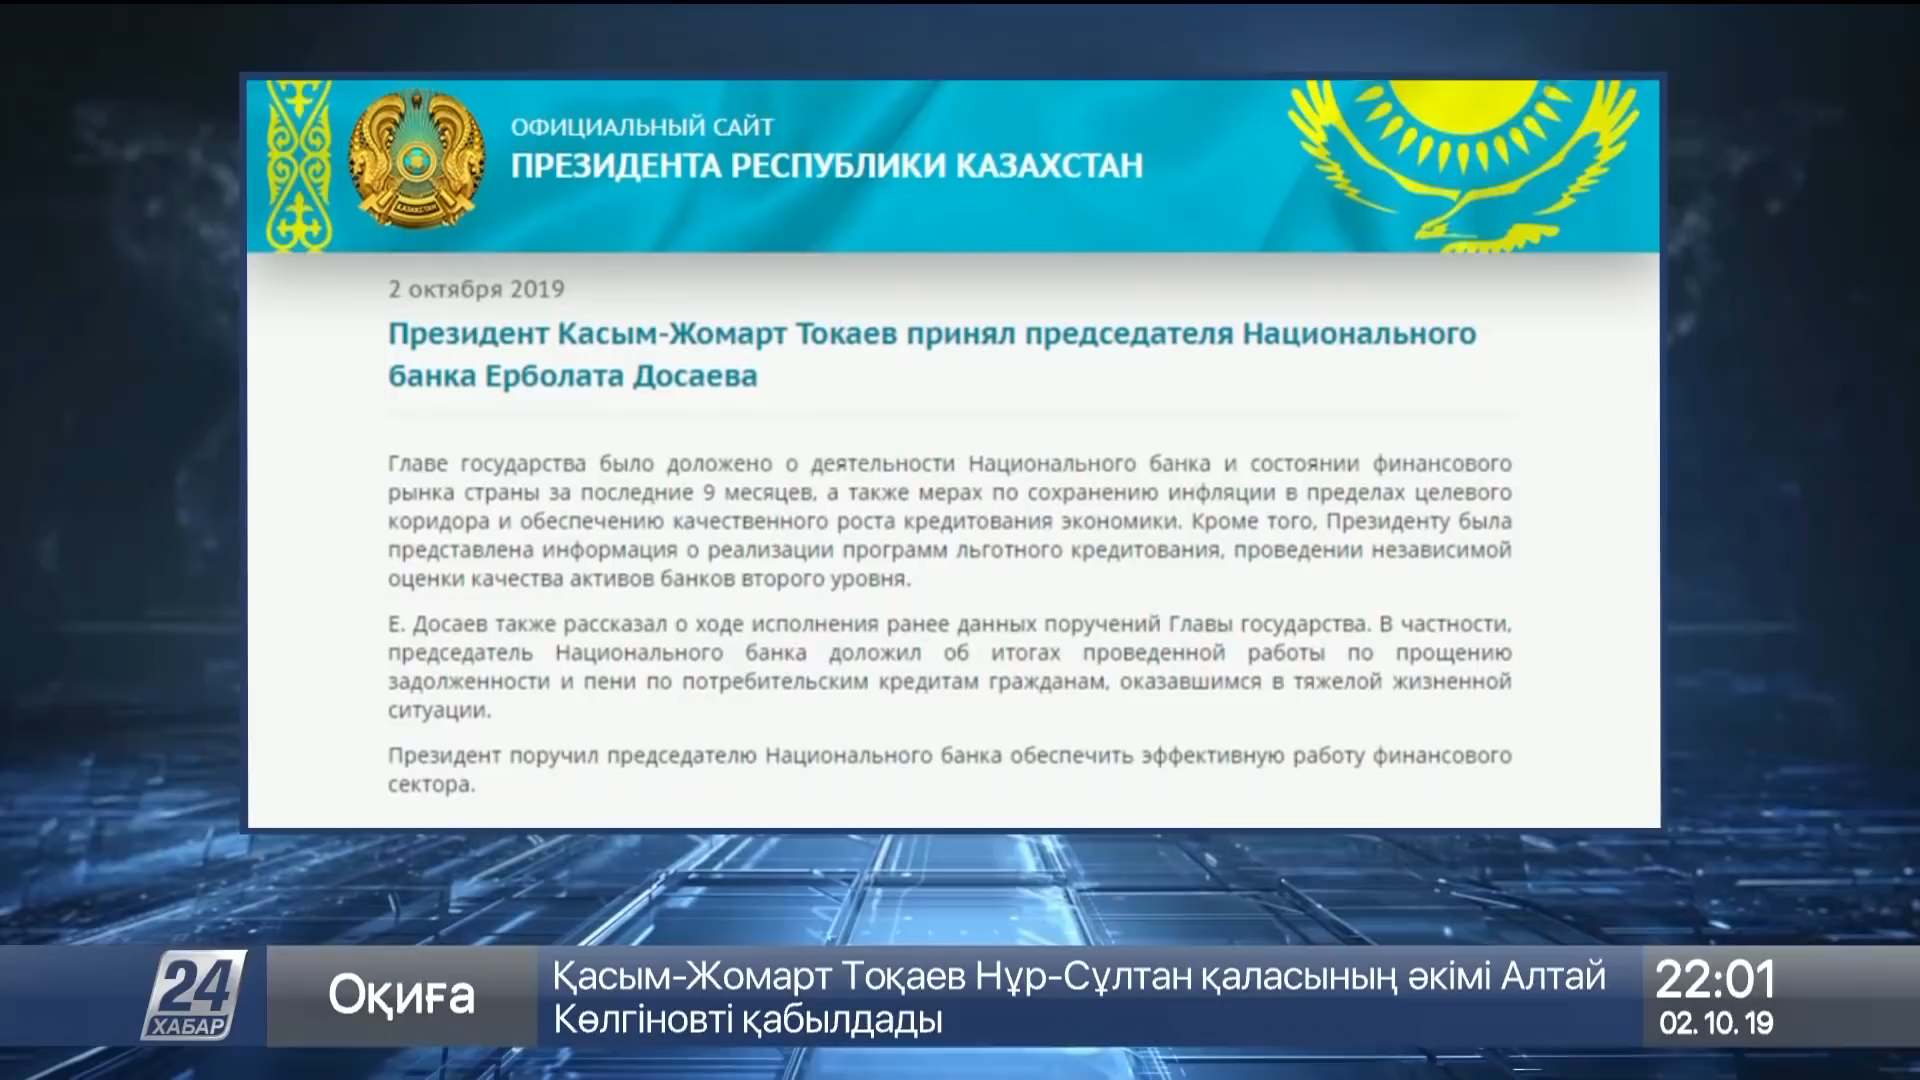 ОФИЦИАЛЬНЫЙ САЙТ
ПРЕЗИДЕНТА РЕСПУБЛИКИ КАЗАХСТАН
ҚАЗАҚСТАН
2 октября 2019
Президент Касым-Жомарт Токаев принял председателя Национального
банка Ерболата Досаева
Главе государства было доложено о деятельности Национального банка и состоянии финансового
рынка страны за последние 9 месяцев, а также мерах по сохранению инфляции в пределах целевого
коридора и обеспечению качественного роста кредитования экономики. Кроме того, Президенту была
представлена информация о реализации программ льготного кредитования, проведении независимой
оценки качества активов банков второго уровня.
Е. Досаев также рассказал о ходе исполнения ранее данных поручений Главы государства. В частности,
председатель Национального банка доложил об итогах проведенной работы по прощению
задолженности и пени по потребительским кредитам гражданам, оказавшимся в тяжелой жизненной
ситуации.
Президент поручил председателю Национального банка обеспечить эффективную работу финансового
сектора.
24
ХАБАР
Оқиға
Қасым-Жомарт Тоқаев Нұр-Сұлтан қаласының әкімі Алтай
Көлгіновті қабылдады
22:01
02. 10. 19